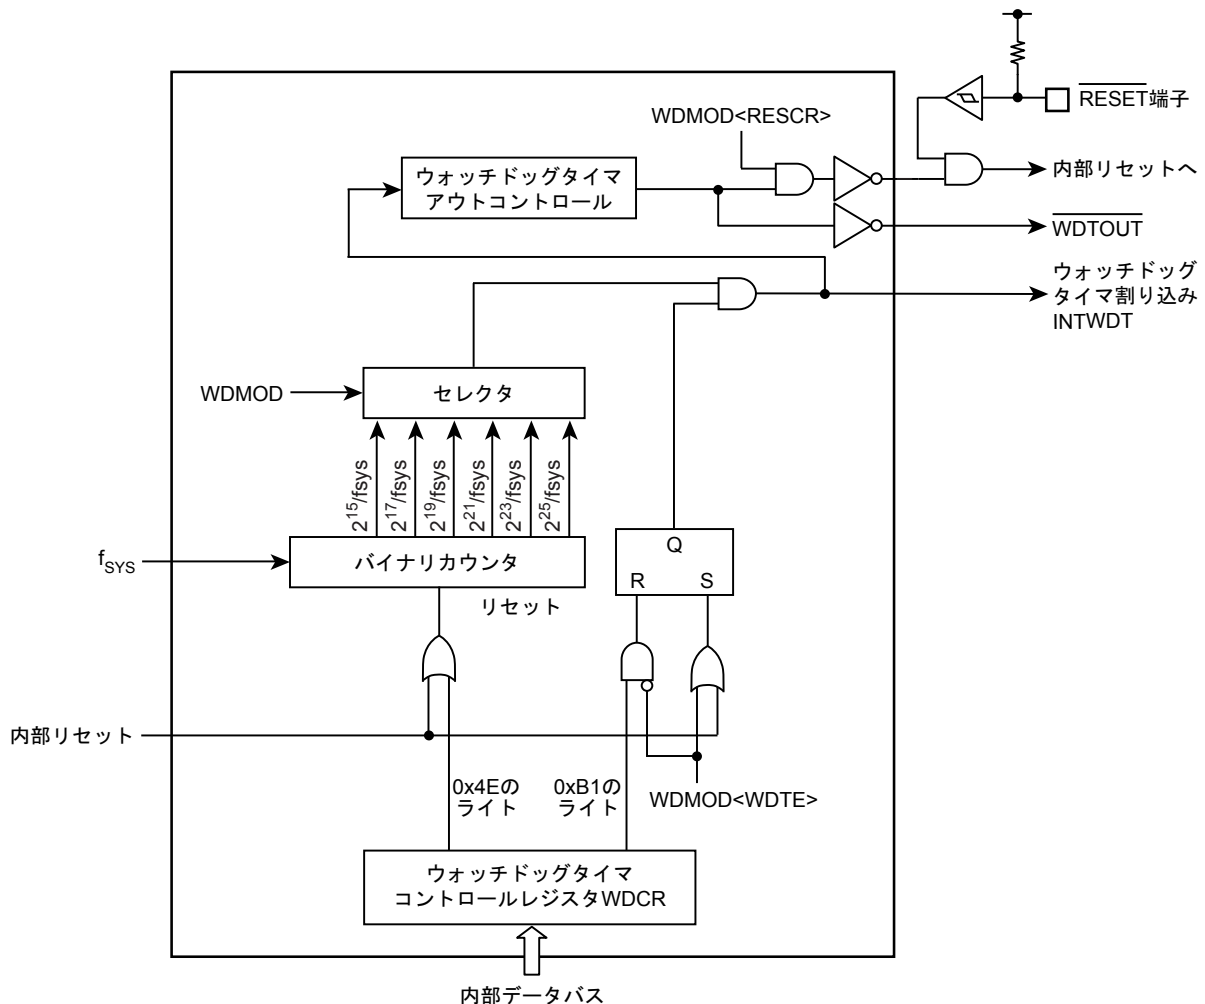 RESET端子
WDMOD<RESCR>
ウォッチドッグタイマ
アウトコントロール
内部リセットへ
WDTOUT
ウォッチドッグ
タイマ割り込み
INTWDT
WDMOD
セレクタ
2^15/fsys
2^17/fsys
2^19/fsys
2^21/fsys
2^23/fsys
2^25/fsys
fSYS
バイナリカウンタ
リセット
Q
R
S
内部リセット
0x4Eの
ライト
0xB1の
ライト
WDMOD<WDTE>
ウォッチドッグタイマ
コントロールレジスタWDCR
内部データバス